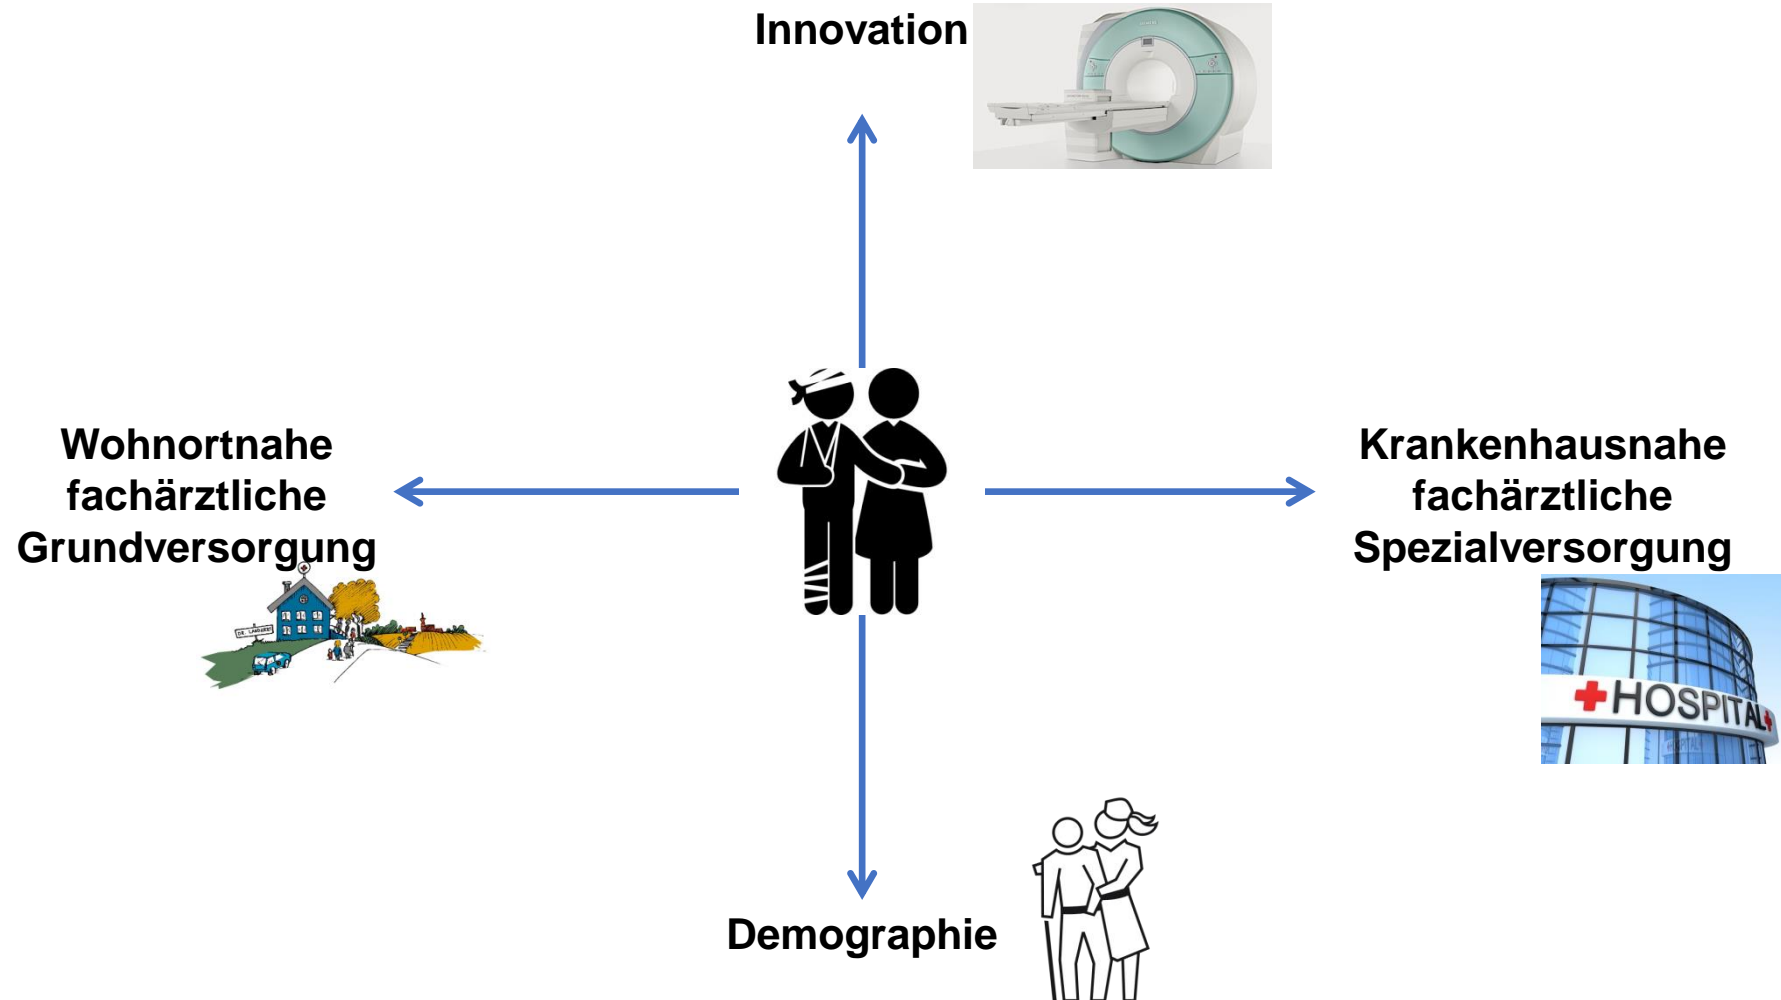 Innovation
Wohnortnahe
fachärztliche
Grundversorgung
Krankenhausnahe
fachärztliche
Spezialversorgung
HOSPITAL
Demographie